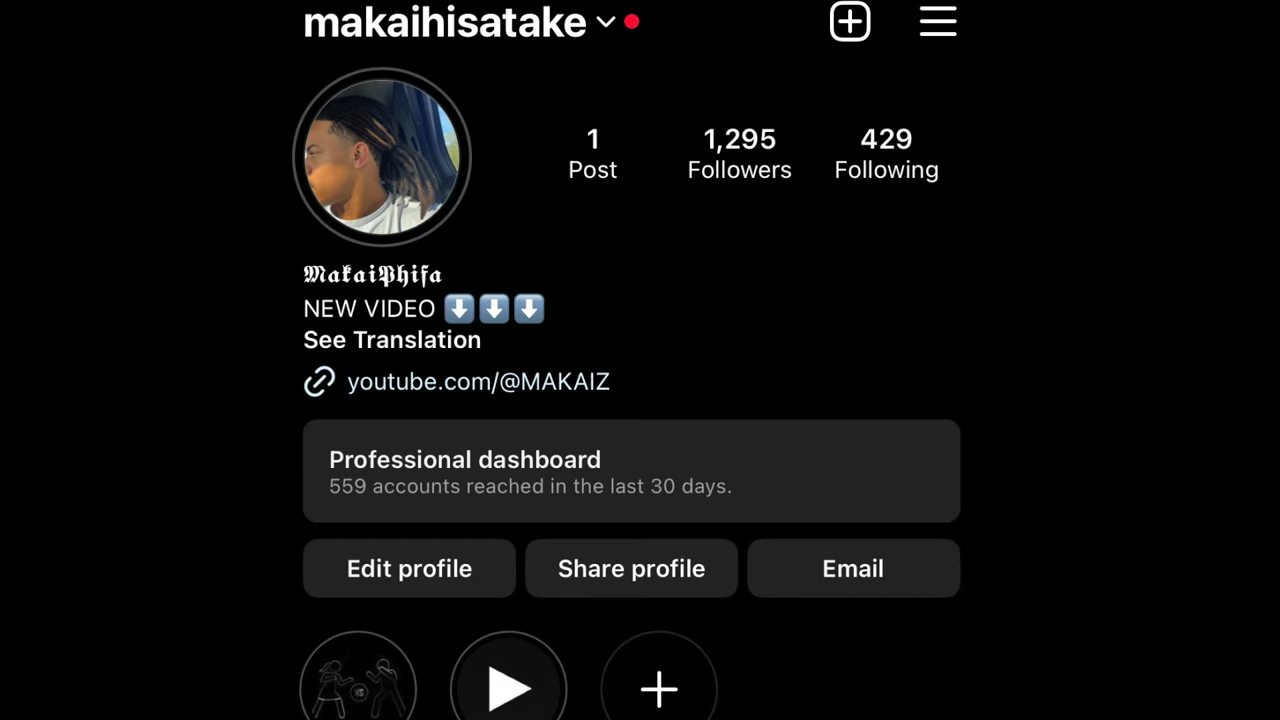 makaihisatake
1
1,295
429
Post
Followers
Following
𝕸𝖆𝖐𝖆𝖎𝕻𝖍𝖎𝖋𝖆
NEW VIDEO ⬇️⬇️⬇️
See Translation
youtube.com/@MAKAIZ
Professional dashboard
559 accounts reached in the last 30 days.
Edit profile
Share profile
Email
VS